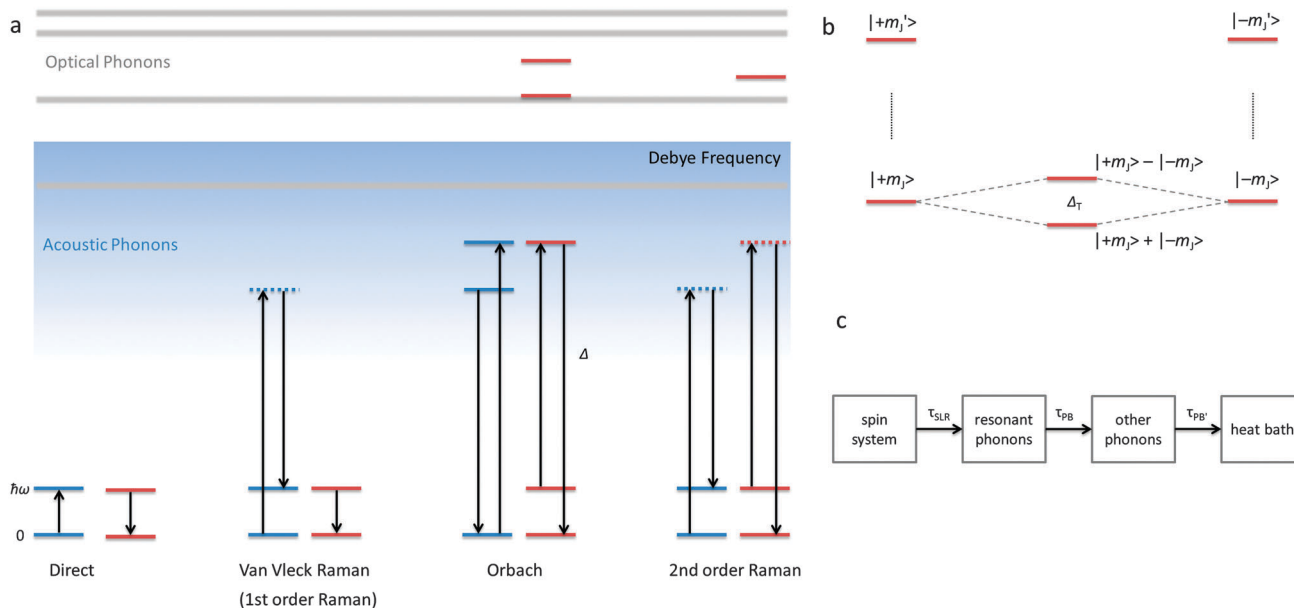 a
Optical Phonons
Debye Frequency
Acoustic Phonons
Δ
ħω
0
Direct
Van Vleck Raman
(1st order Raman)
Orbach
2nd order Raman
b
|+mJ'>
|−mJ'>
|+mJ>
|−mJ>
|+mJ> − |−mJ>
ΔT
|+mJ> + |−mJ>
c
spin
system
τSLR
resonant
phonons
τPB
other
phonons
τPB'
heat bath